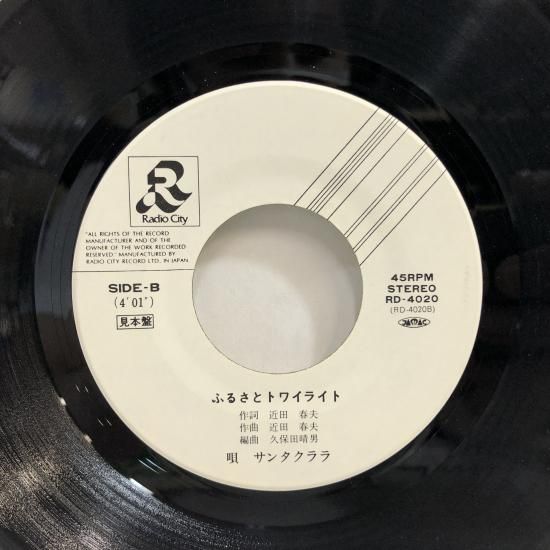 R
Radio City
"ALL RIGHTS OF THE RECORD
MANUFACTURER AND OF THE
OWNER OF THE WORK RECORDED
RESERVED." MANUFACTURED BY
RADIO CITY RECORD LTD., IN JAPAN
SIDE-B
(4'01")
見本盤
45RPM
STEREO
RD-4020
(RD-4020B)
JASRAC
ふるさとトワイライト
作詞 近田 春夫
作曲 近田 春夫
編曲 久保田晴男
唄 サンタクララ